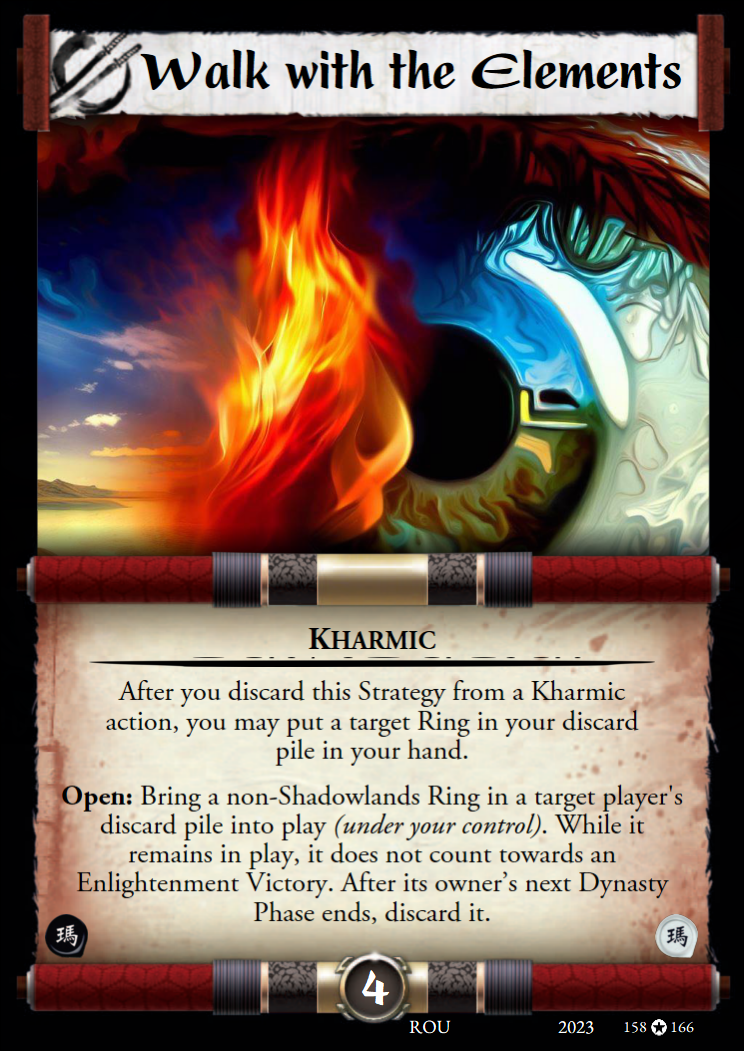 Walk with the Elements
KHARMIC
After you discard this Strategy from a Kharmic
action, you may put a target Ring in your discard
pile in your hand.
Open: Bring a non-Shadowlands Ring in a target player's
discard pile into play (under your control). While it
remains in play, it does not count towards an
Enlightenment Victory. After its owner’s next Dynasty
Phase ends, discard it.
瑪 瑪
4
ROU 2023 158 ✪ 166